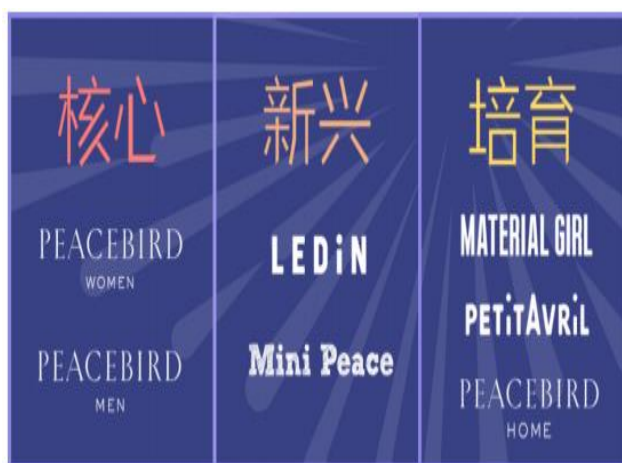 核心
PEACEBIRD
WOMEN
PEACEBIRD
MEN
新兴
LEDiN
Mini Peace
培育
MATERIAL GIRL
PETiTAVRiL
PEACEBIRD
HOME